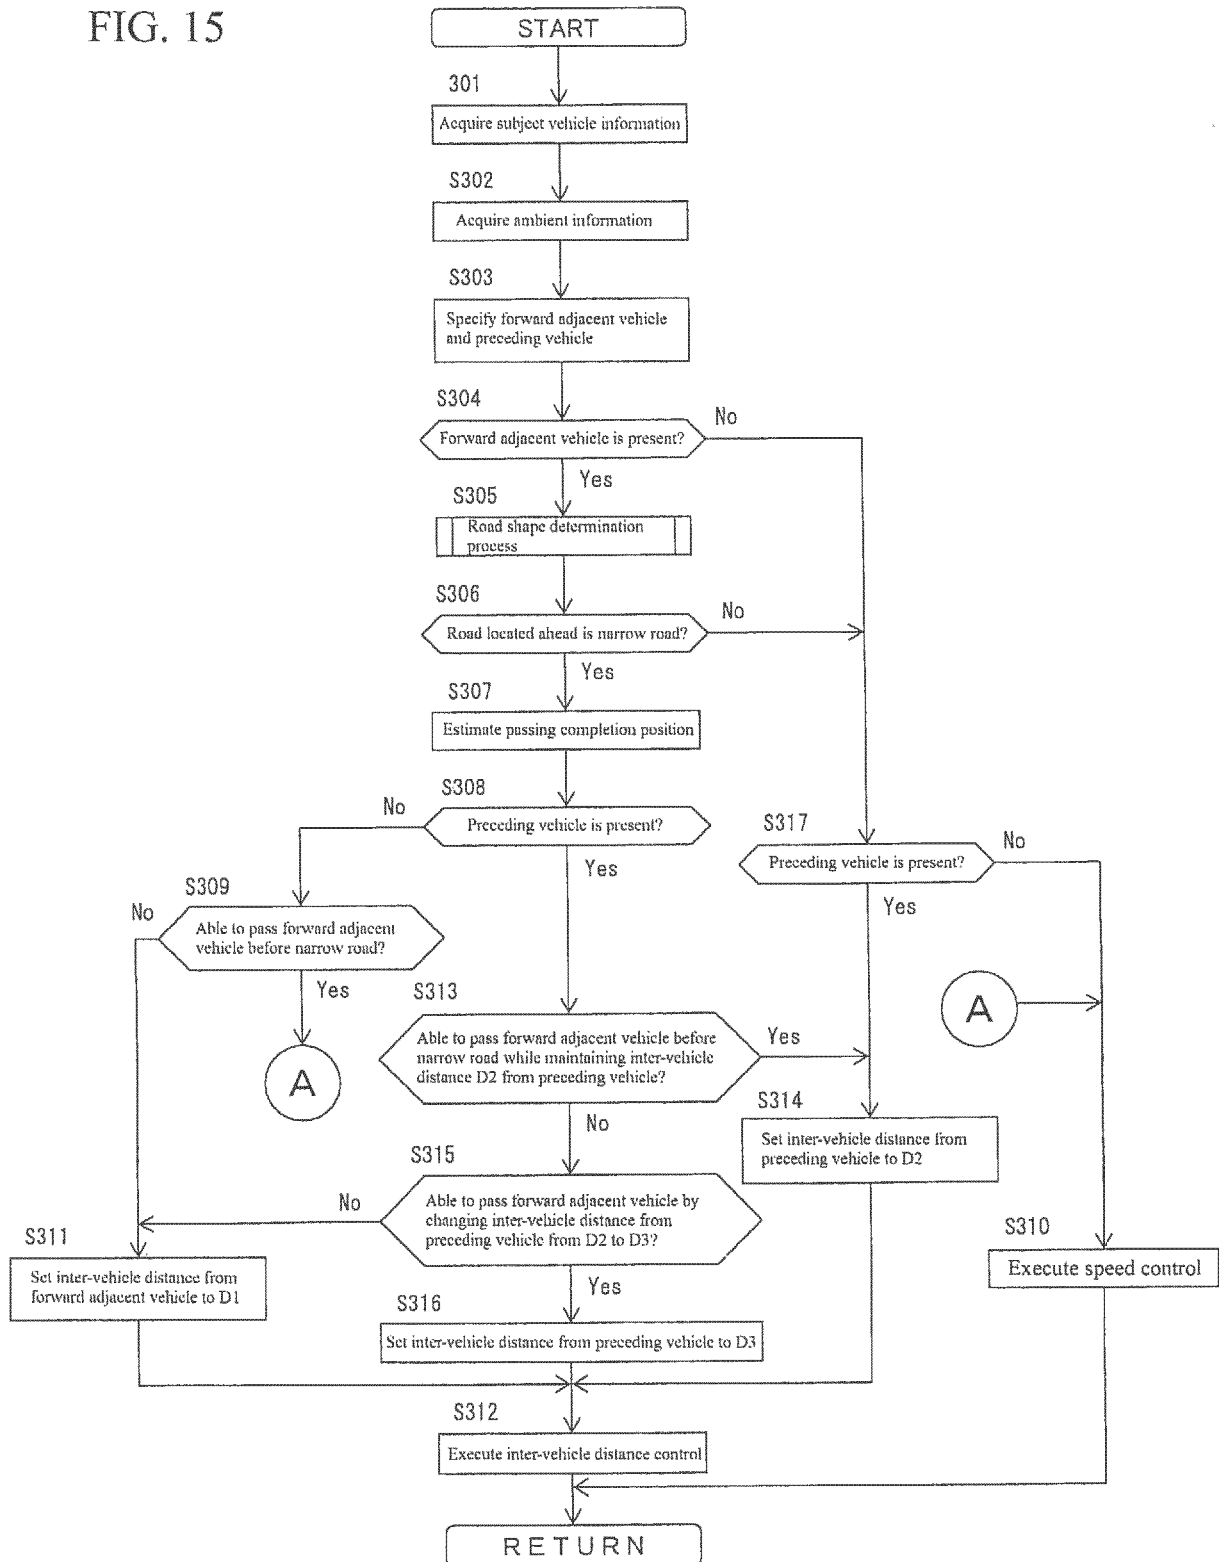 FIG. 15
START
301
Acquire subject vehicle information
S302
Acquire ambient information
S303
Specify forward adjacent vehicle
and preceding vehicle
S304
No
Forward adjacent vehicle is present?
Yes
S305
Road shape determination
process
S306
No
Road located ahead is narrow road?
Yes
S307
Estimate passing completion position
S308
No
Preceding vehicle is present?
Yes
S317
No
Preceding vehicle is present?
Yes
S309
No
Able to pass forward adjacent
vehicle before narrow road?
Yes
A
S313
Able to pass forward adjacent vehicle before
narrow road while maintaining inter-vehicle
distance D2 from preceding vehicle?
Yes
No
A
S314
Set inter-vehicle distance from
preceding vehicle to D2
S315
No
Able to pass forward adjacent vehicle by
changing inter-vehicle distance from
preceding vehicle from D2 to D3?
Yes
S311
Set inter-vehicle distance from
forward adjacent vehicle to D1
S310
Execute speed control
S316
Set inter-vehicle distance from preceding vehicle to D3
S312
Execute inter-vehicle distance control
RETURN